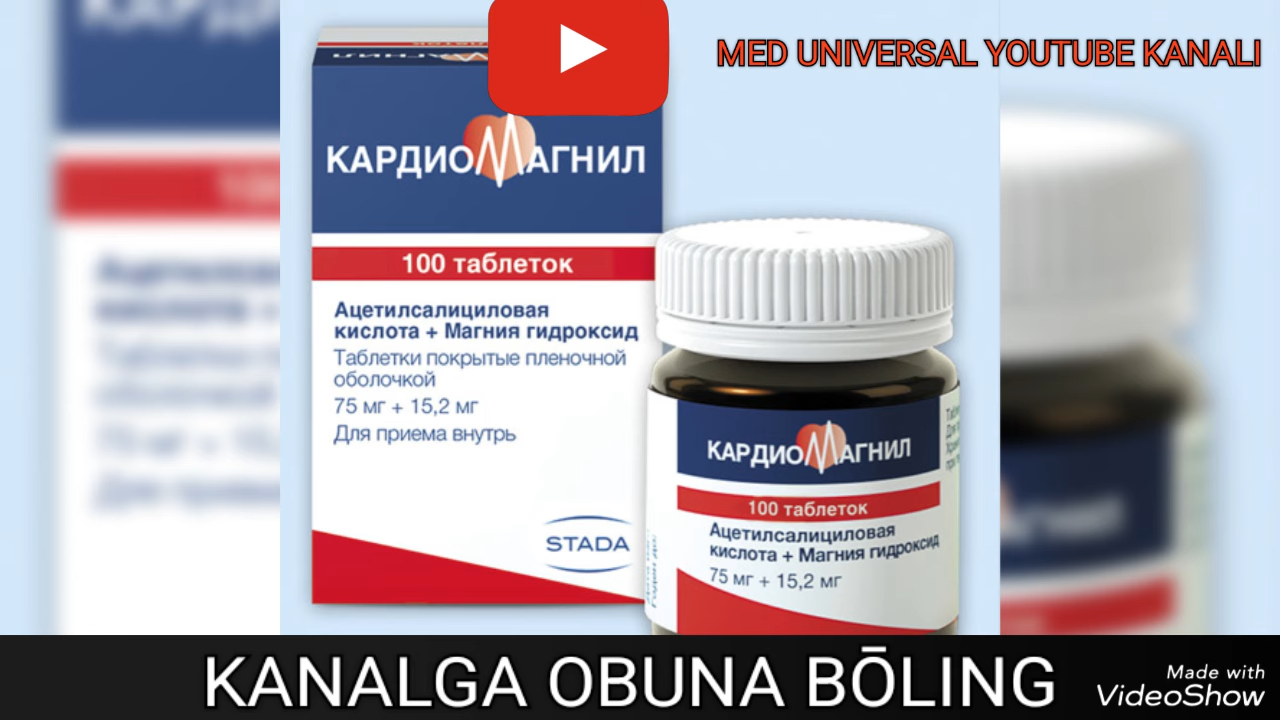 MED UNIVERSAL YOUTUBE KANALI
КАРДИОМАГНИЛ
100 таблеток
Ацетилсалициловая
кислота + Магния гидроксид
Таблетки покрытые пленочной
оболочкой
75 мг + 15,2 мг
Для приема внутрь
STADA
КАРДИОМАГНИЛ
100 таблеток
Ацетилсалициловая
кислота + Магния гидроксид
75 мг + 15,2 мг
KANALGA OBUNA BŌLING
Made with
VideoShow